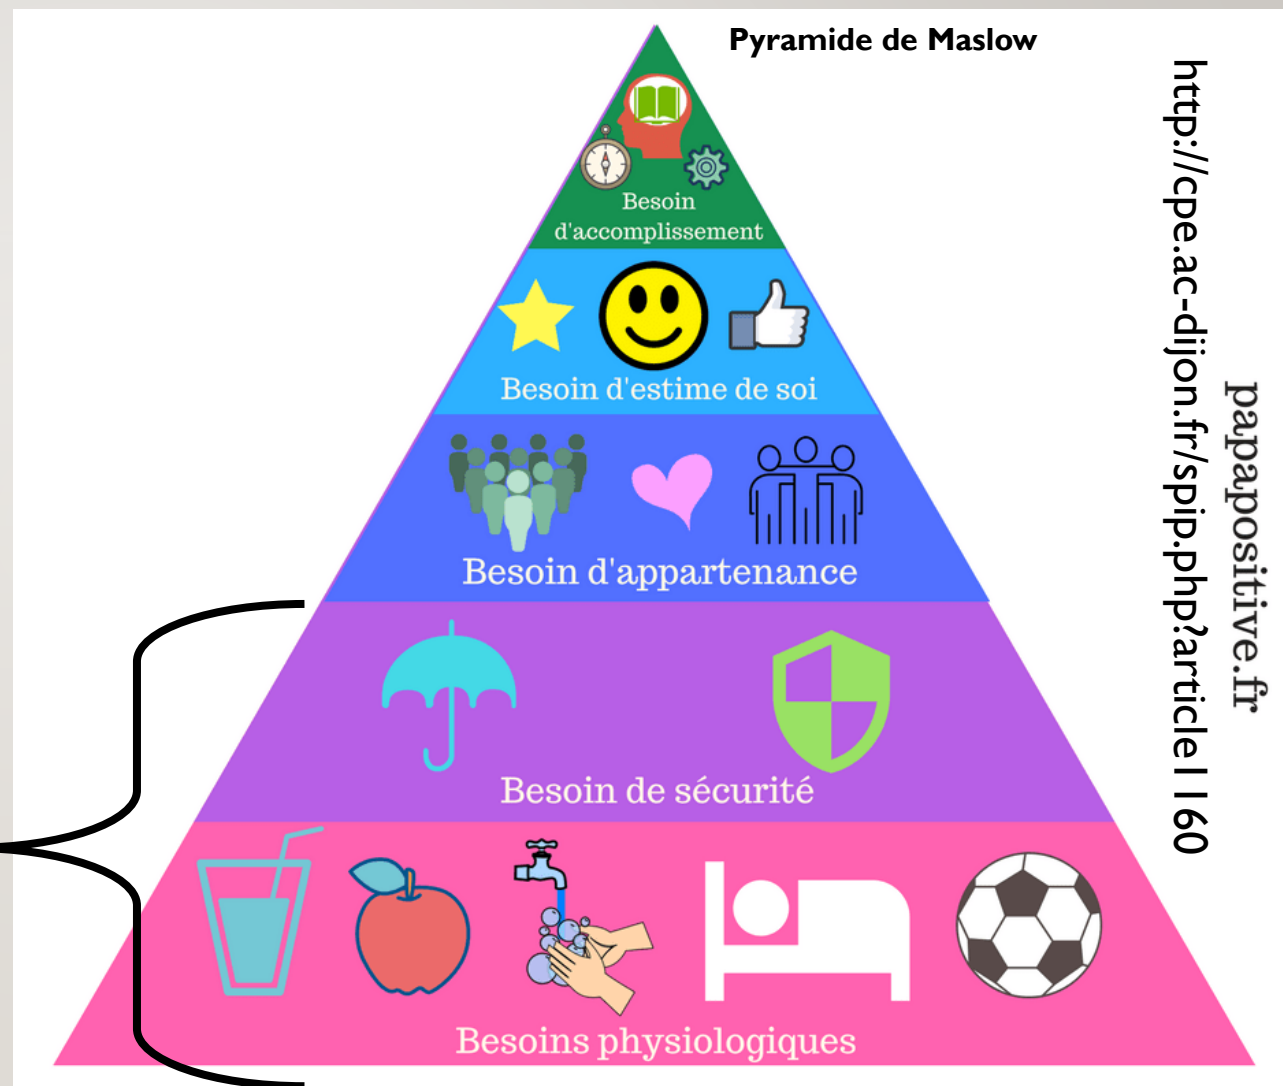 Pyramide de Maslow
Besoin
d'accomplissement
Besoin d'estime de soi
Besoin d'appartenance
Besoin de sécurité
Besoins physiologiques
http://cpe.ac-dijon.fr/spip.php?article1160
papapositive.fr